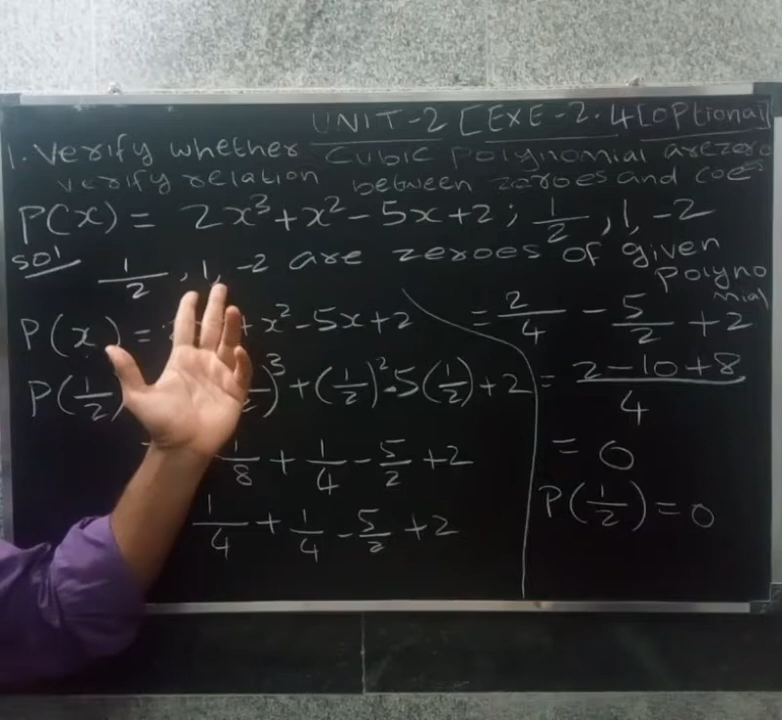 UNIT-2 [EXE-2.4[optional]
1. Verify whether cubic polynomial are zero
verify relation between zeroes and coe
P(x) = 2x³+x²-5x+2; 1/2, 1, -2
sol 1/2, 1, -2 are zeroes of given
Polynomial
P(x) = + x²-5x+2
P(1/2) )³+(1/2)²-5(1/2)+2
1/8 + 1/4 - 5/2 +2
1/4 + 1/4 - 5/2 +2
= 2/4 - 5/2 +2
= 2-10+8/4
= 0
P(1/2)=0